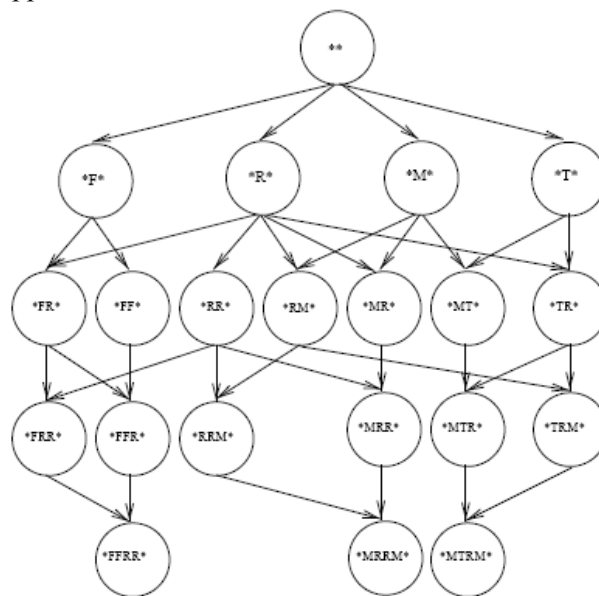 **
*F* *R* *M* *T*
*FR* *FF* *RR* *RM* *MR* *MT* *TR*
*FRR* *FFR* *RRM* *MRR* *MTR* *TRM*
*FFRR* *MRRM* *MTRM*